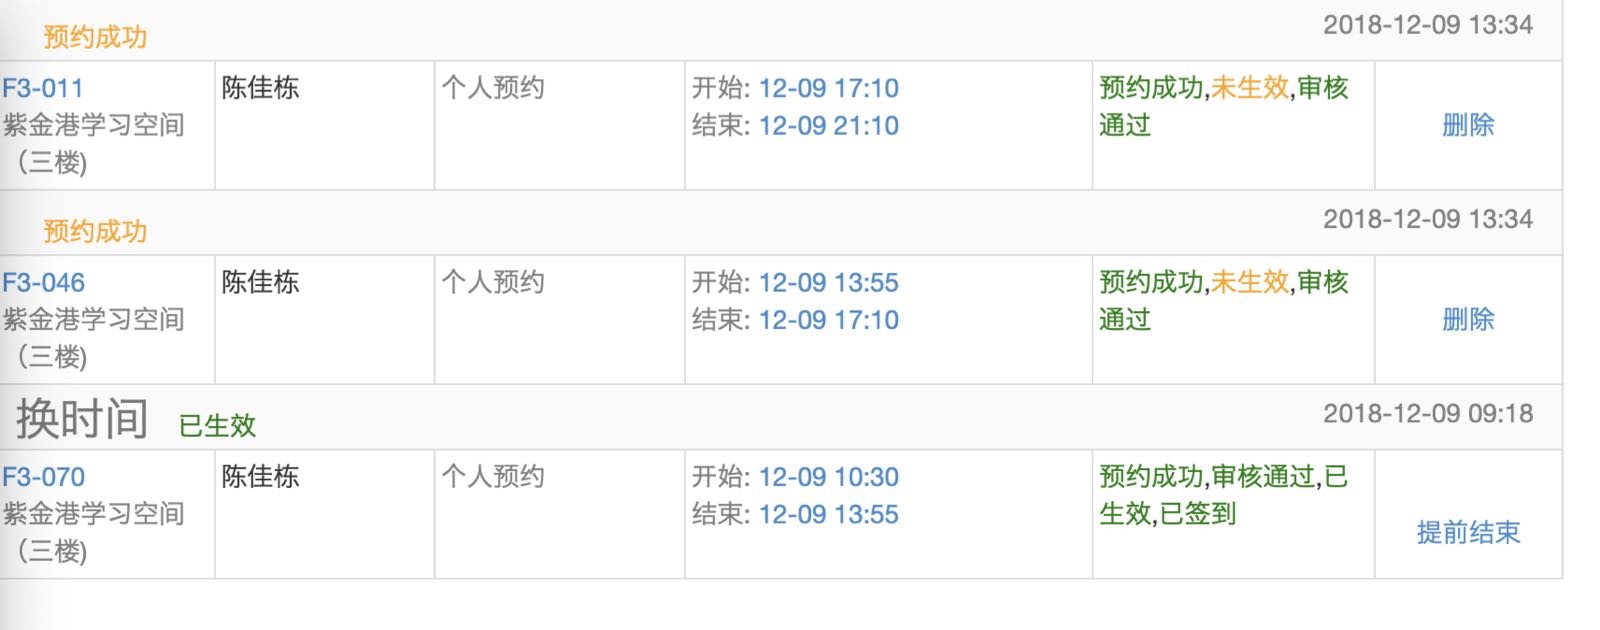 预约成功 2018-12-09 13:34
F3-011 陈佳栋 个人预约 开始: 12-09 17:10 预约成功,未生效,审核
紫金港学习空间 结束: 12-09 21:10 通过 删除
（三楼)
预约成功 2018-12-09 13:34
F3-046 陈佳栋 个人预约 开始: 12-09 13:55 预约成功,未生效,审核
紫金港学习空间 结束: 12-09 17:10 通过 删除
（三楼)
换时间 已生效 2018-12-09 09:18
F3-070 陈佳栋 个人预约 开始: 12-09 10:30 预约成功,审核通过,已
紫金港学习空间 结束: 12-09 13:55 生效,已签到 提前结束
（三楼)